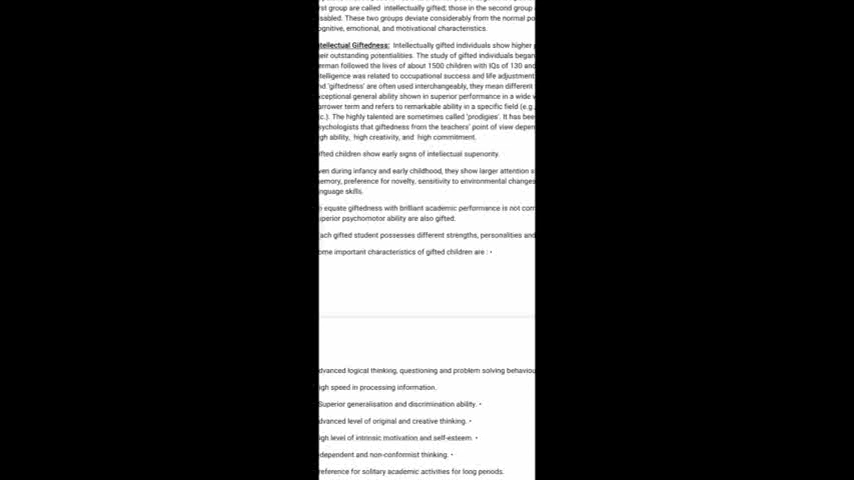 rst group are called intellectually gifted; those in the second group
sabled. These two groups deviate considerably from the normal po
ognitive, emotional, and motivational characteristics.
tellectual Giftedness: Intellectually gifted individuals show higher
eir outstanding potentialities. The study of gifted individuals began
rman followed the lives of about 1500 children with IQs of 130 and
telligence was related to occupational success and life adjustment
nd 'giftedness' are often used interchangeably, they mean different
xceptional general ability shown in superior performance in a wide
arrower term and refers to remarkable ability in a specific field (e.g.,
c.). The highly talented are sometimes called 'prodigies'. It has bee
sychologists that giftedness from the teachers' point of view depen
gh ability, high creativity, and high commitment.
ifted children show early signs of intellectual superiority.
ven during infancy and early childhood, they show larger attention s
emory, preference for novelty, sensitivity to environmental changes
nguage skills.
o equate giftedness with brilliant academic performance is not corr
uperior psychomotor ability are also gifted.
ach gifted student possesses different strengths, personalities and
ome important characteristics of gifted children are : •
dvanced logical thinking, questioning and problem solving behaviou
igh speed in processing information.
Superior generalisation and discrimination ability. •
dvanced level of original and creative thinking. •
igh level of intrinsic motivation and self-esteem. •
dependent and non-conformist thinking. •
reference for solitary academic activities for long periods.